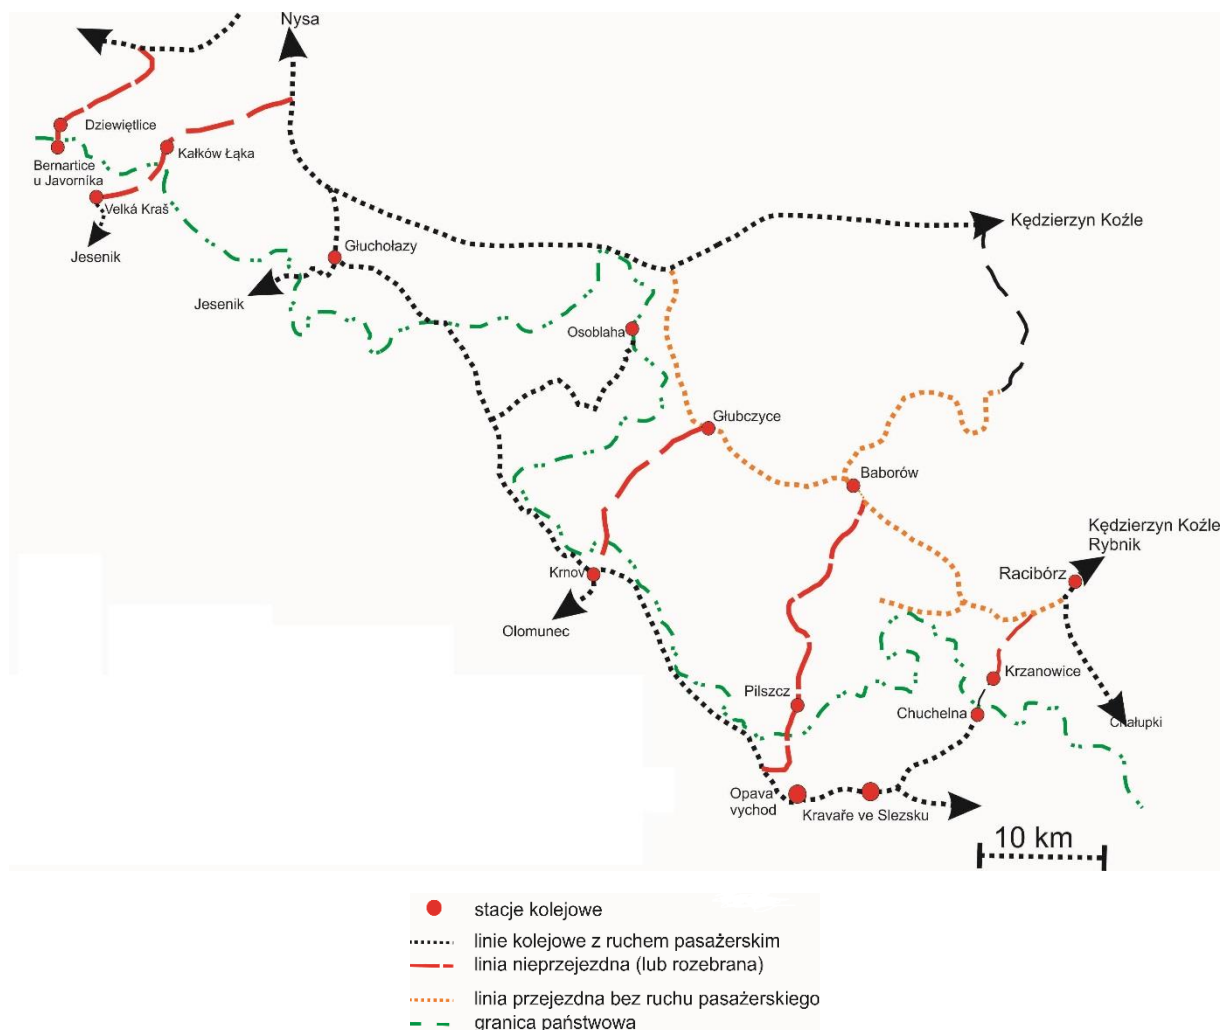 Nysa
Dziewiętlice
Bernartice
u Javorníka
Kałków Łąka
Velká Kraš
Jesenik
Głuchołazy
Jesenik
Kędzierzyn Koźle
Osoblaha
Głubczyce
Baborów
Kędzierzyn Koźle
Rybnik
Racibórz
Krnov
Olomunec
Krzanowice
Pilszcz
Chuchelna
Chałupki
Opava
vychod
Kravaře ve Slezsku
10 km
stacje kolejowe
linie kolejowe z ruchem pasażerskim
linia nieprzejezdna (lub rozebrana)
linia przejezdna bez ruchu pasażerskiego
granica państwowa